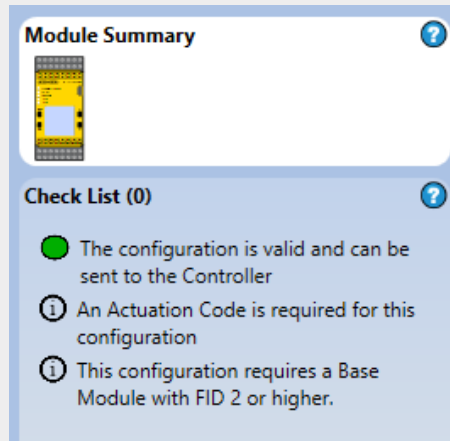 Module Summary
?
Check List (0)
?
The configuration is valid and can be
sent to the Controller
i An Actuation Code is required for this
configuration
i This configuration requires a Base
Module with FID 2 or higher.